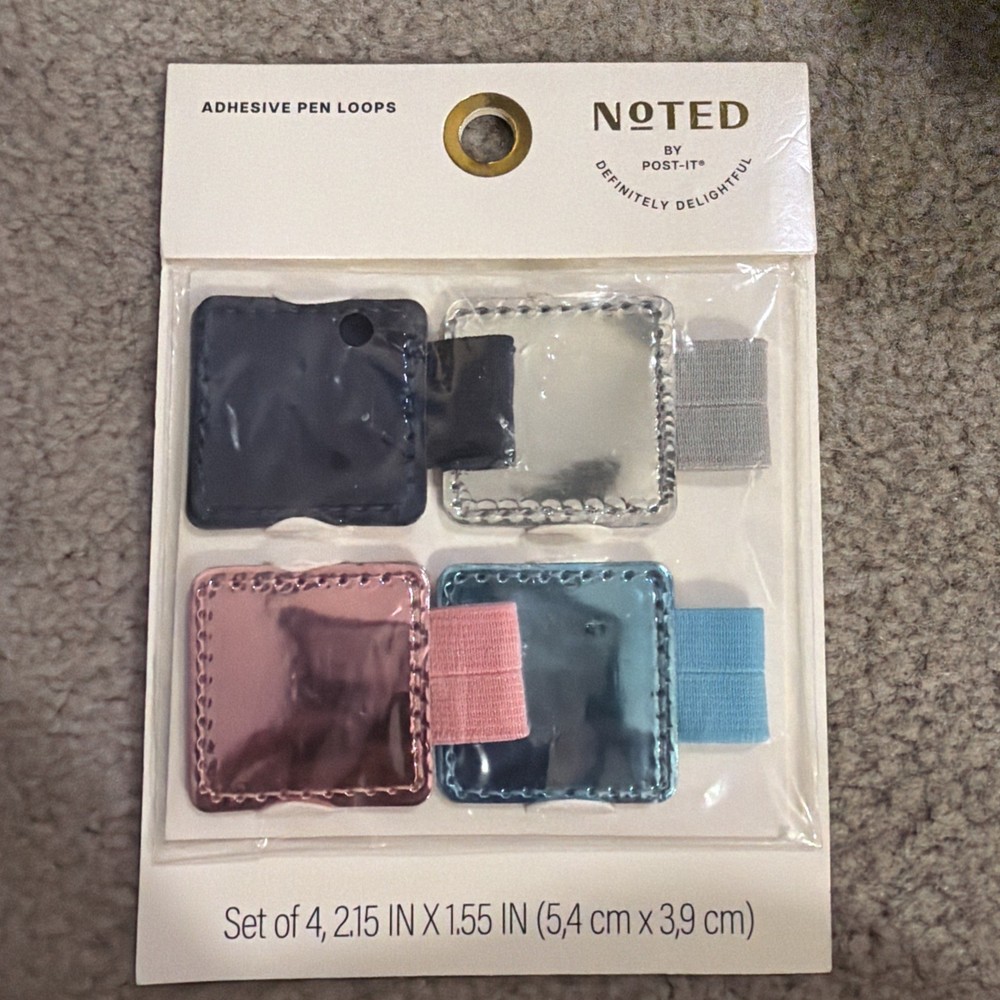 ADHESIVE PEN LOOPS
NOTED
BY
POST-IT®
DEFINITELY DELIGHTFUL
Set of 4, 2.15 IN X 1.55 IN (5,4 cm x 3,9 cm)